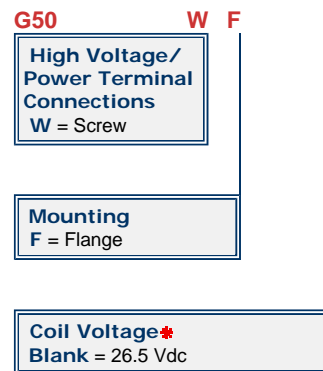 G50 W F
High Voltage/
Power Terminal
Connections
W = Screw
Mounting
F = Flange
Coil Voltage*
Blank = 26.5 Vdc